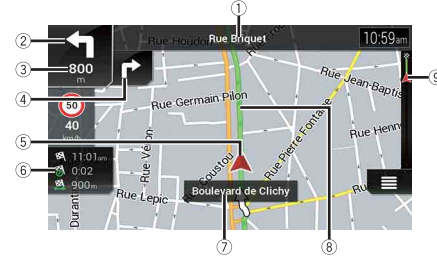 ①
②
Rue Houdon
Rue Briquet
10:59am
③
800
m
④
⑤
⑥
⑦
⑧
⑨
Rue Jean-Baptis
Rue Germain Pilon
50
40
km/h
Rue Henn
Rue Pierre Fontaine
Rue Véron
Coustou
11:01am
0:02
900m
Boulevard de Clichy
Rue Lepic
Durant